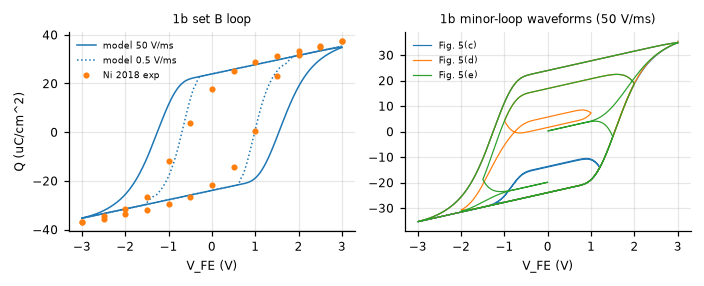 1b set B loop
Q (uC/cm^2)
40
20
0
−20
−40
model 50 V/ms
model 0.5 V/ms
Ni 2018 exp
−3 −2 −1 0 1 2 3
V_FE (V)
1b minor-loop waveforms (50 V/ms)
30
20
10
0
−10
−20
−30
Fig. 5(c)
Fig. 5(d)
Fig. 5(e)
−3 −2 −1 0 1 2 3
V_FE (V)